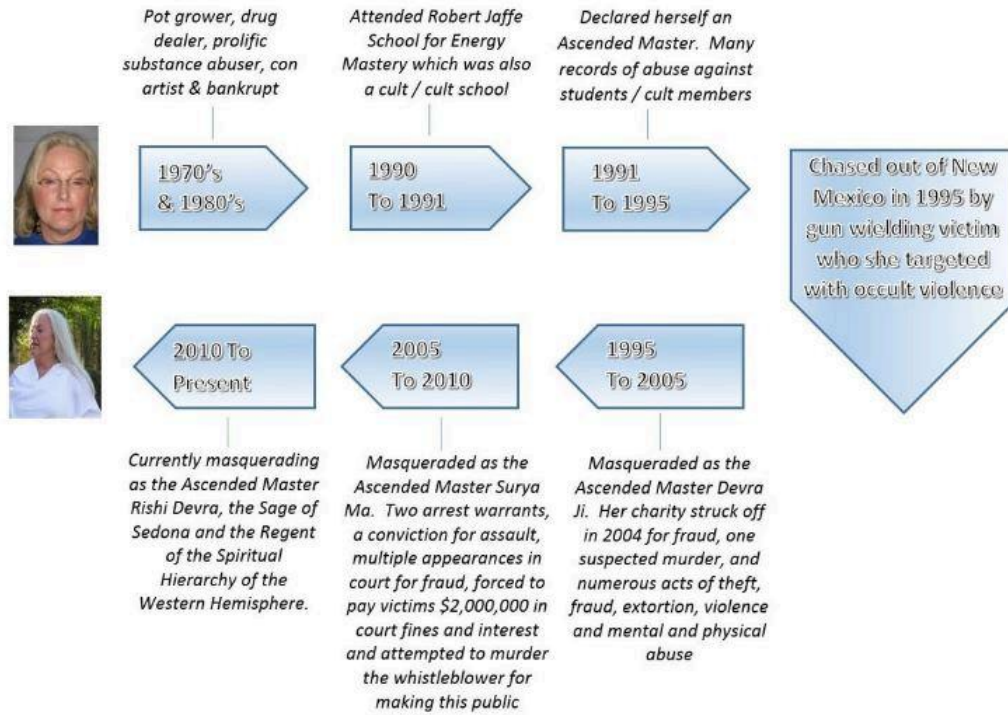 Pot grower, drug
dealer, prolific
substance abuser, con
artist & bankrupt
Attended Robert Jaffe
School for Energy
Mastery which was also
a cult / cult school
Declared herself an
Ascended Master. Many
records of abuse against
students / cult members
1970's
& 1980's
1990
To 1991
1991
To 1995
Chased out of New
Mexico in 1995 by
gun wielding victim
who she targeted
with occult violence
2010 To
Present
2005
To 2010
1995
To 2005
Currently masquerading
as the Ascended Master
Rishi Devra, the Sage of
Sedona and the Regent
of the Spiritual
Hierarchy of the
Western Hemisphere.
Masqueraded as the
Ascended Master Surya
Ma. Two arrest warrants,
a conviction for assault,
multiple appearances in
court for fraud, forced to
pay victims $2,000,000 in
court fines and interest
and attempted to murder
the whistleblower for
making this public
Masqueraded as the
Ascended Master Devra
Ji. Her charity struck off
in 2004 for fraud, one
suspected murder, and
numerous acts of theft,
fraud, extortion, violence
and mental and physical
abuse